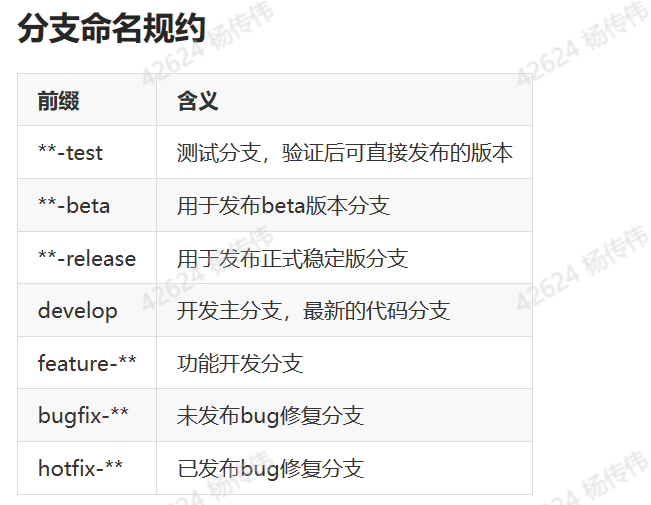 分支命名规约
前缀 含义
**-test 测试分支，验证后可直接发布的版本
**-beta 用于发布beta版本分支
**-release 用于发布正式稳定版分支
develop 开发主分支，最新的代码分支
feature-** 功能开发分支
bugfix-** 未发布bug修复分支
hotfix-** 已发布bug修复分支
42624 杨传伟
42624 杨传伟
42624 杨传伟
42624 杨传伟
42624 杨传伟
42624 杨传伟